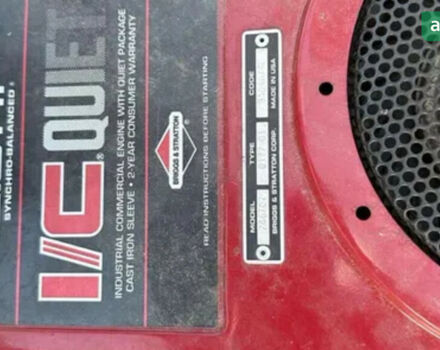 SYNCHRO-BALANCED
I/C QUIET
INDUSTRIAL COMMERCIAL ENGINE WITH QUIET PACKAGE
CAST IRON SLEEVE • 2-YEAR CONSUMER WARRANTY
BRIGGS & STRATTON
READ INSTRUCTIONS BEFORE STARTING
MODEL TYPE CODE
BRIGGS & STRATTON CORP. MADE IN USA
a